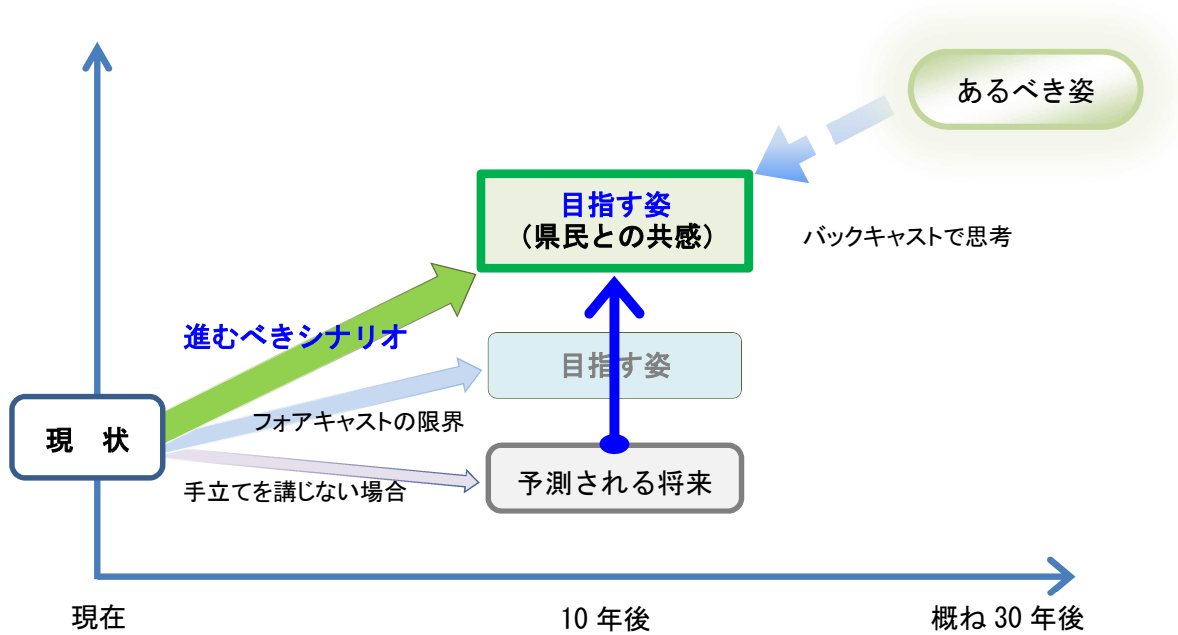 あるべき姿
目指す姿
（県民との共感）
バックキャストで思考
進むべきシナリオ
目指す姿
フォアキャストの限界
現　状
予測される将来
手立てを講じない場合
現在
10 年後
概ね 30 年後